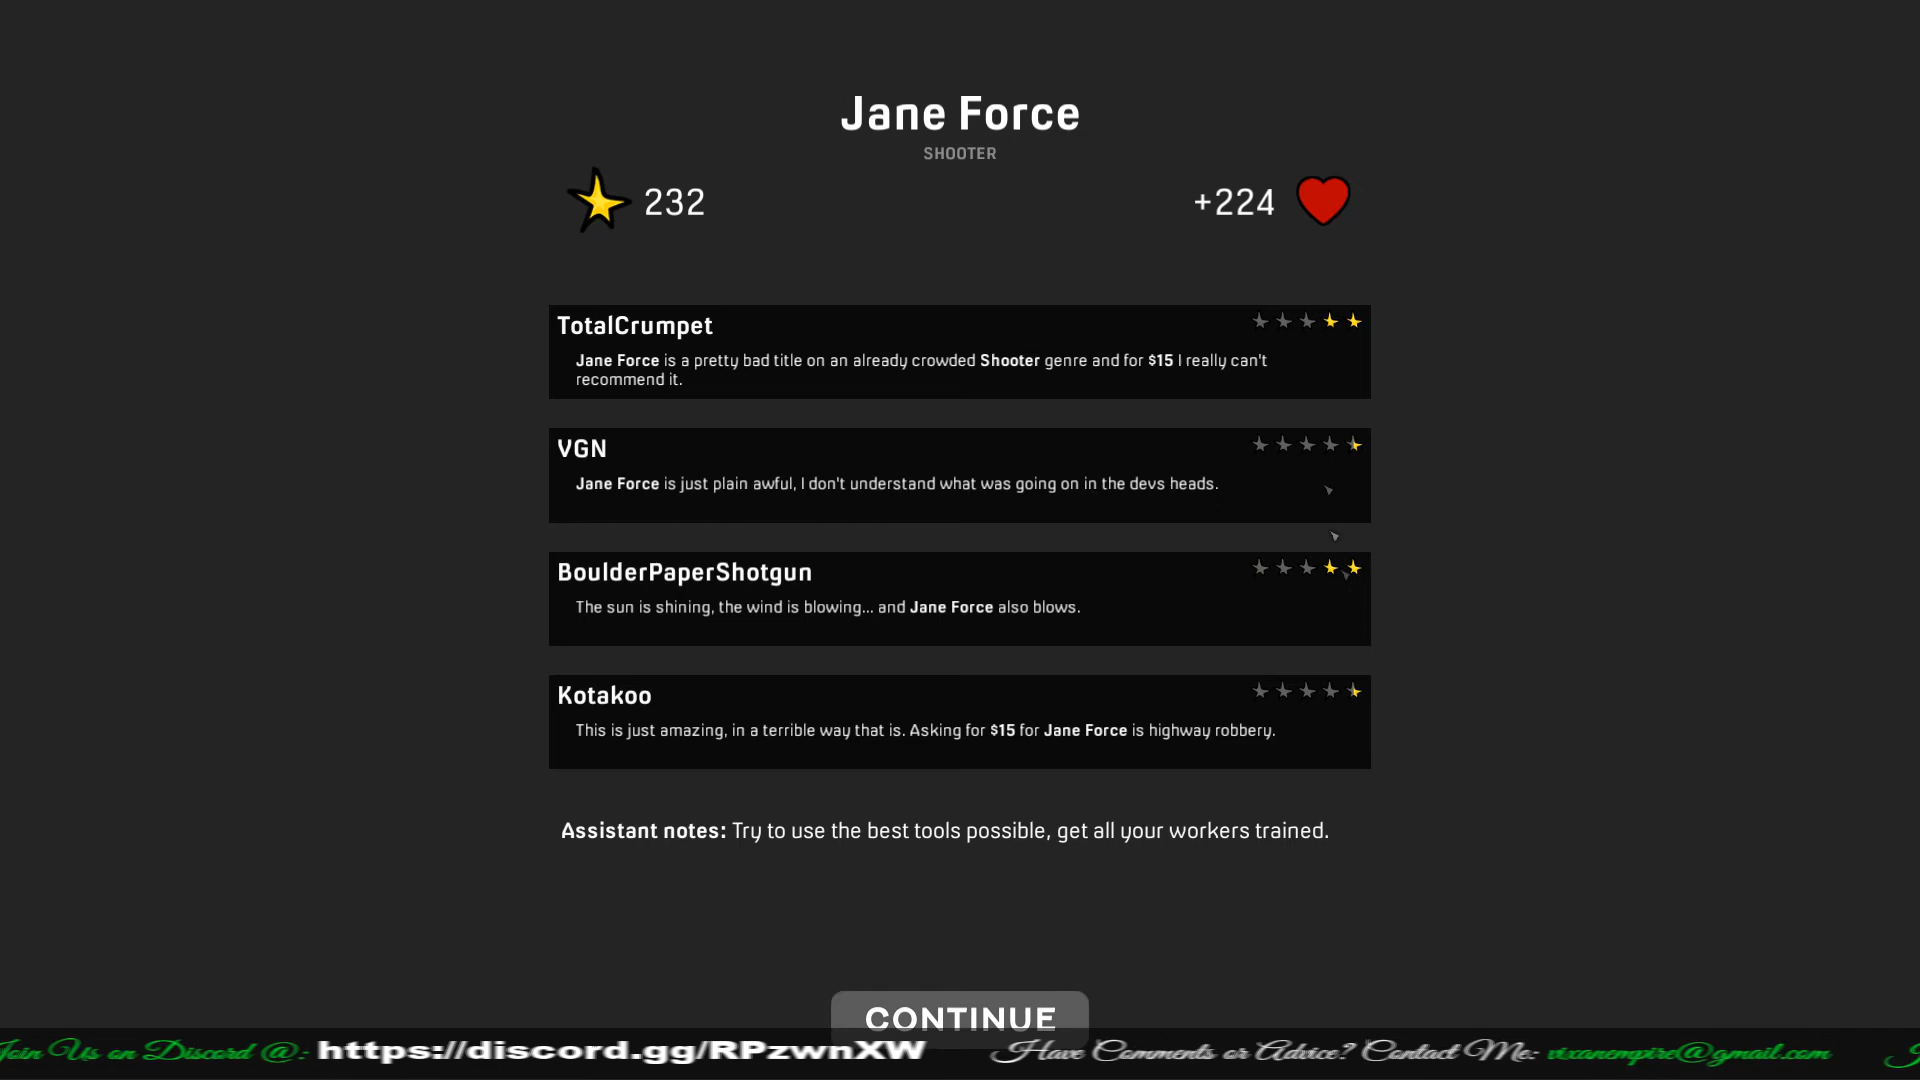 Jane Force
SHOOTER
232
+224
TotalCrumpet
Jane Force is a pretty bad title on an already crowded Shooter genre and for $15 I really can't
recommend it.
VGN
Jane Force is just plain awful, I don't understand what was going on in the devs heads.
BoulderPaperShotgun
The sun is shining, the wind is blowing... and Jane Force also blows.
Kotakoo
This is just amazing, in a terrible way that is. Asking for $15 for Jane Force is highway robbery.
Assistant notes: Try to use the best tools possible, get all your workers trained.
CONTINUE
Join Us on Discord @: https://discord.gg/RPzwnXW Have Comments or Advice? Contact Me: vixanempire@gmail.com J